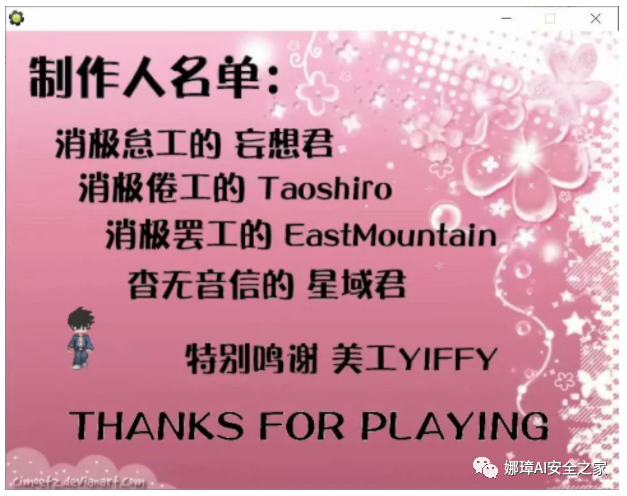 制作人名单：
消极怠工的 妄想君
消极倦工的 Taoshiro
消极罢工的 EastMountain
杳无音信的 星域君
特别鸣谢 美工YIFFY
THANKS FOR PLAYING
cimoetz.deviantart.com
娜璋AI安全之家